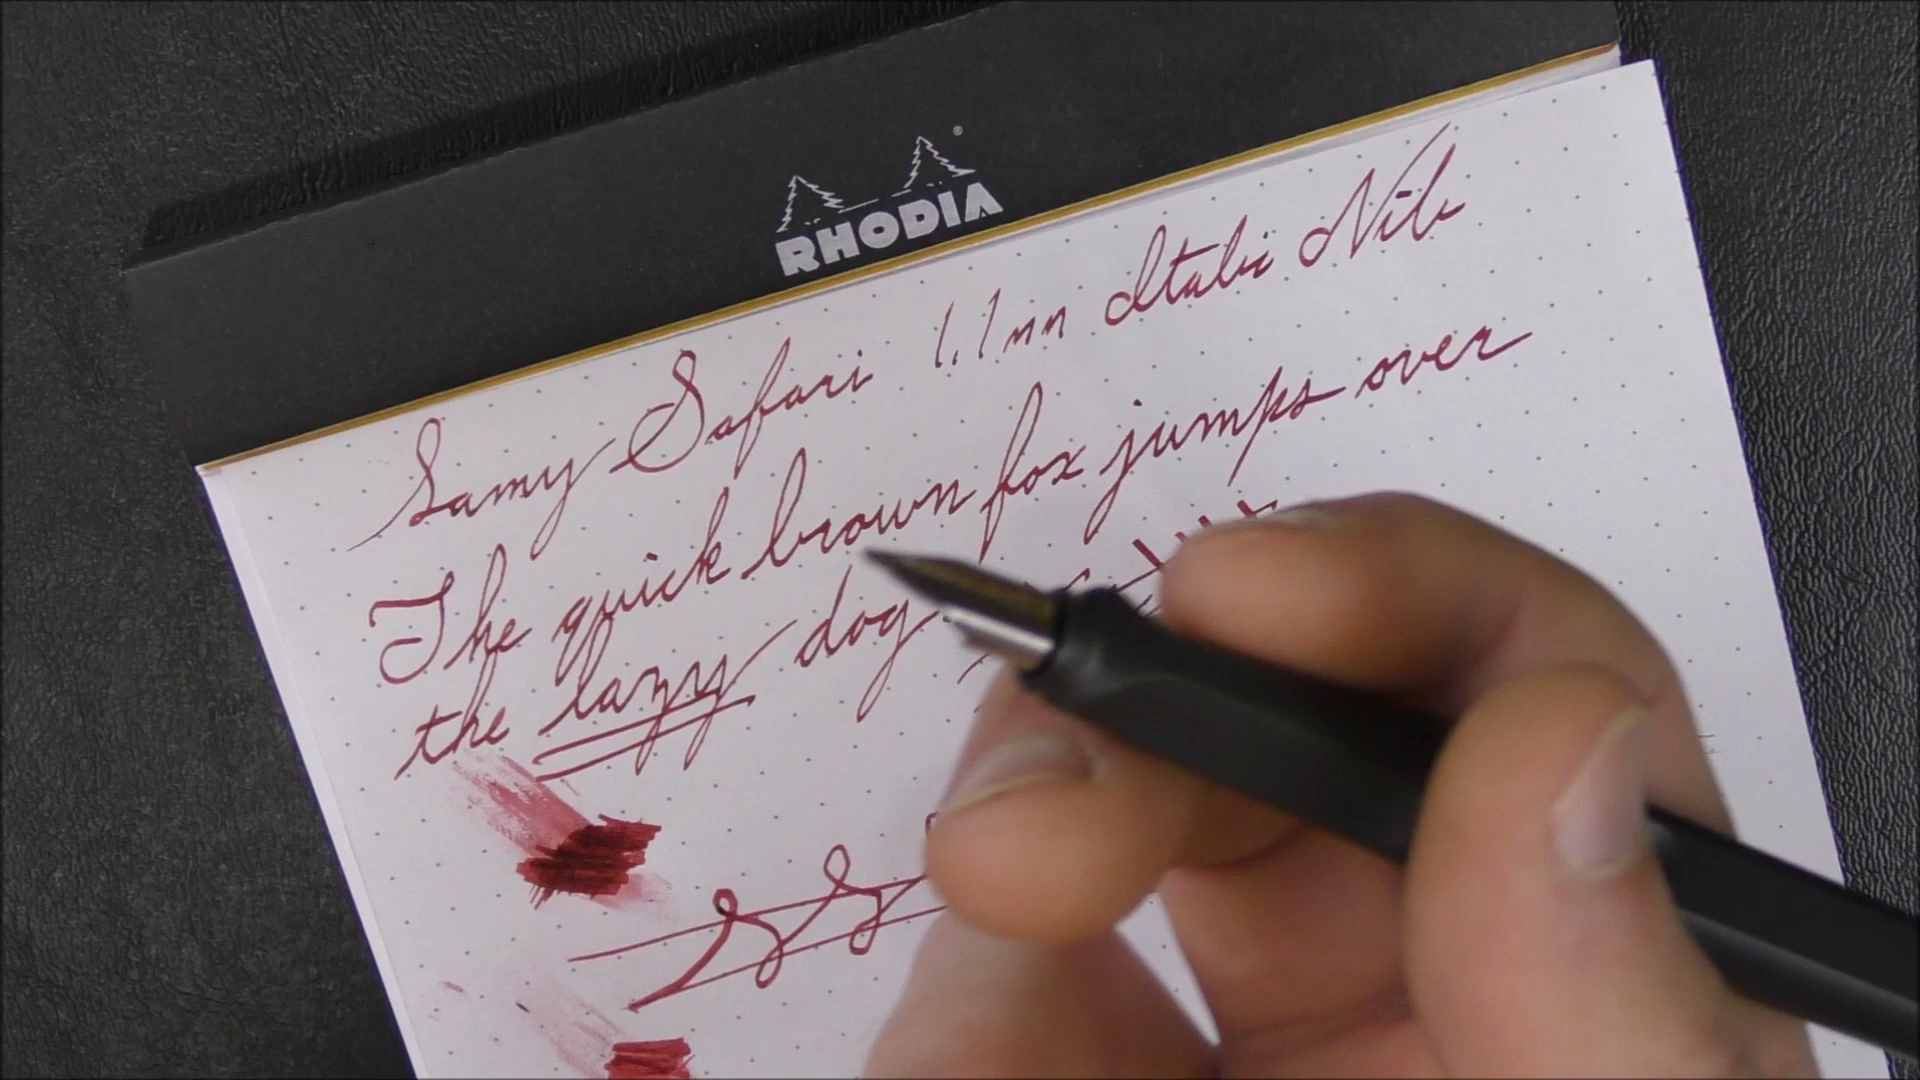 RHODIA
Lamy Safari 1.1mm Italic Nib
The quick brown fox jumps over
the lazy dog